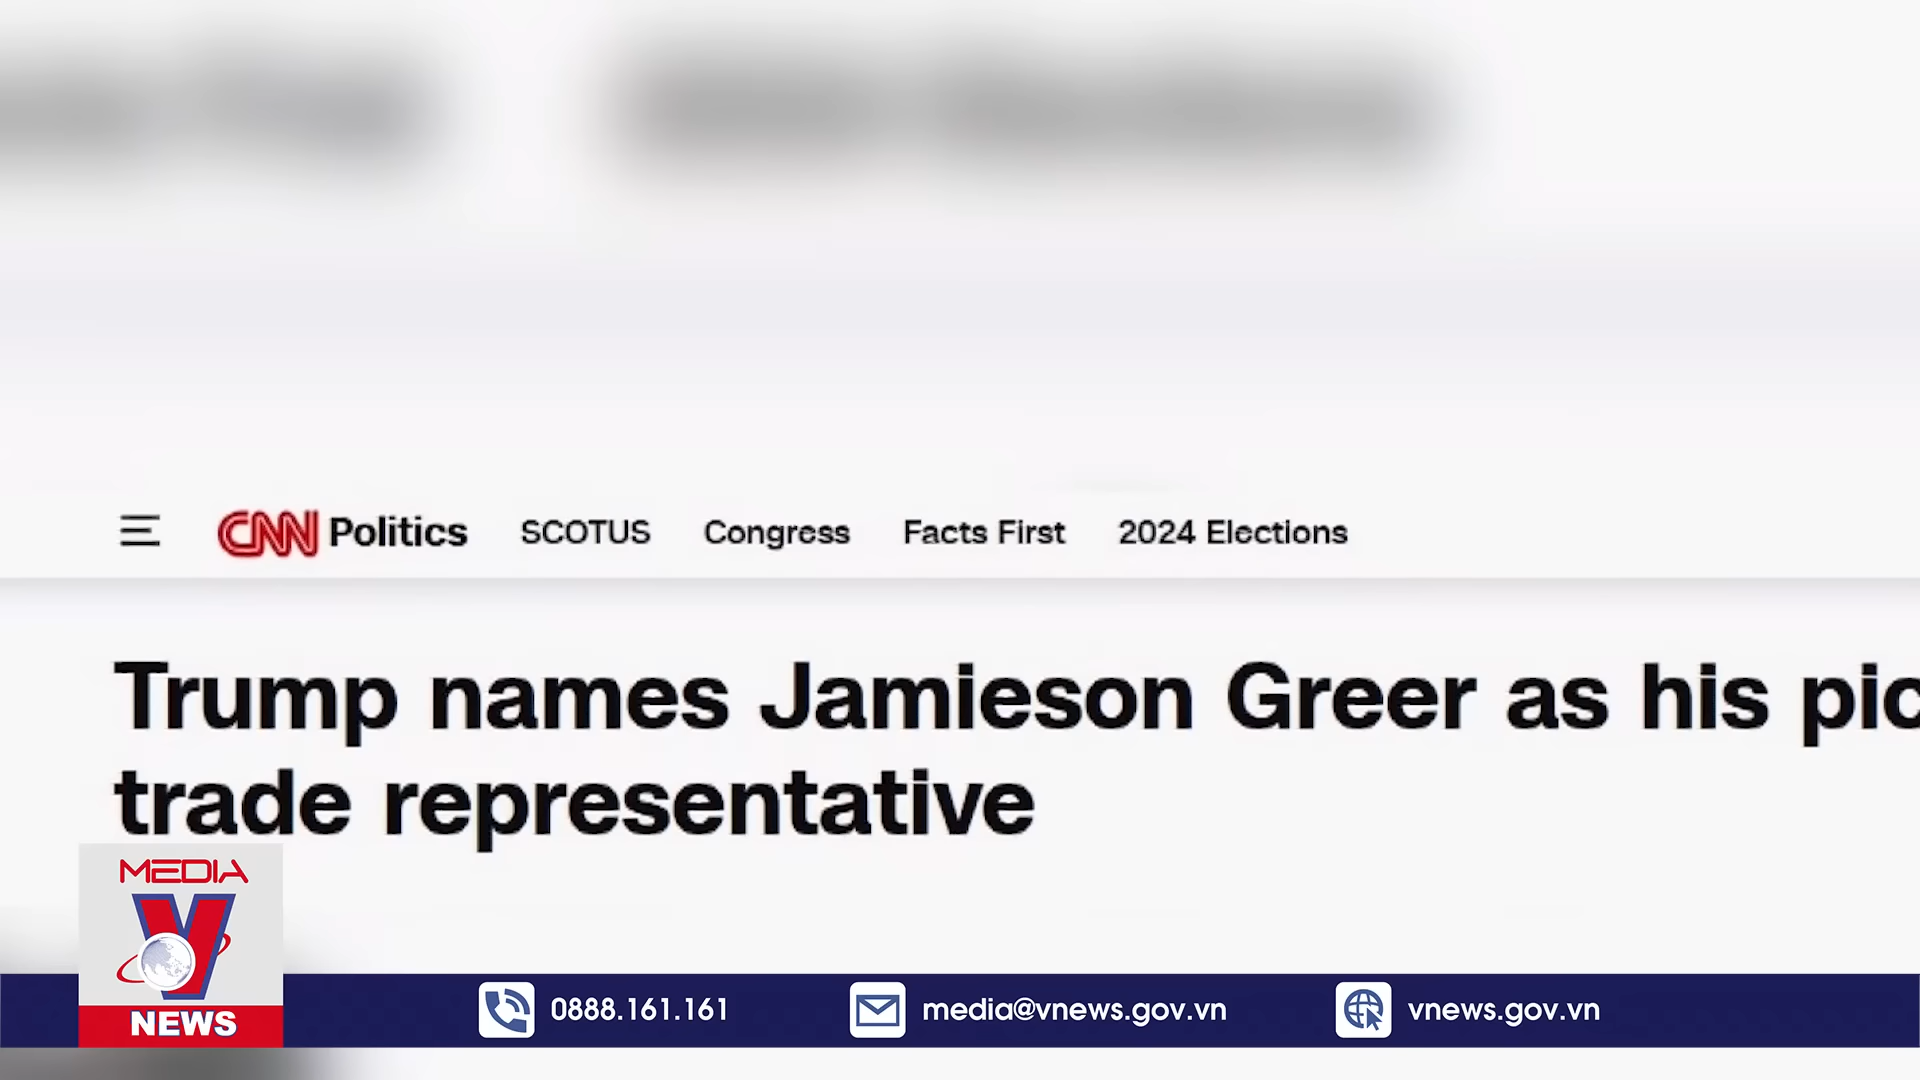 CNN Politics SCOTUS Congress Facts First 2024 Elections
Trump names Jamieson Greer as his
trade representative
MEDIA
V
NEWS
0888.161.161 media@vnews.gov.vn vnews.gov.vn